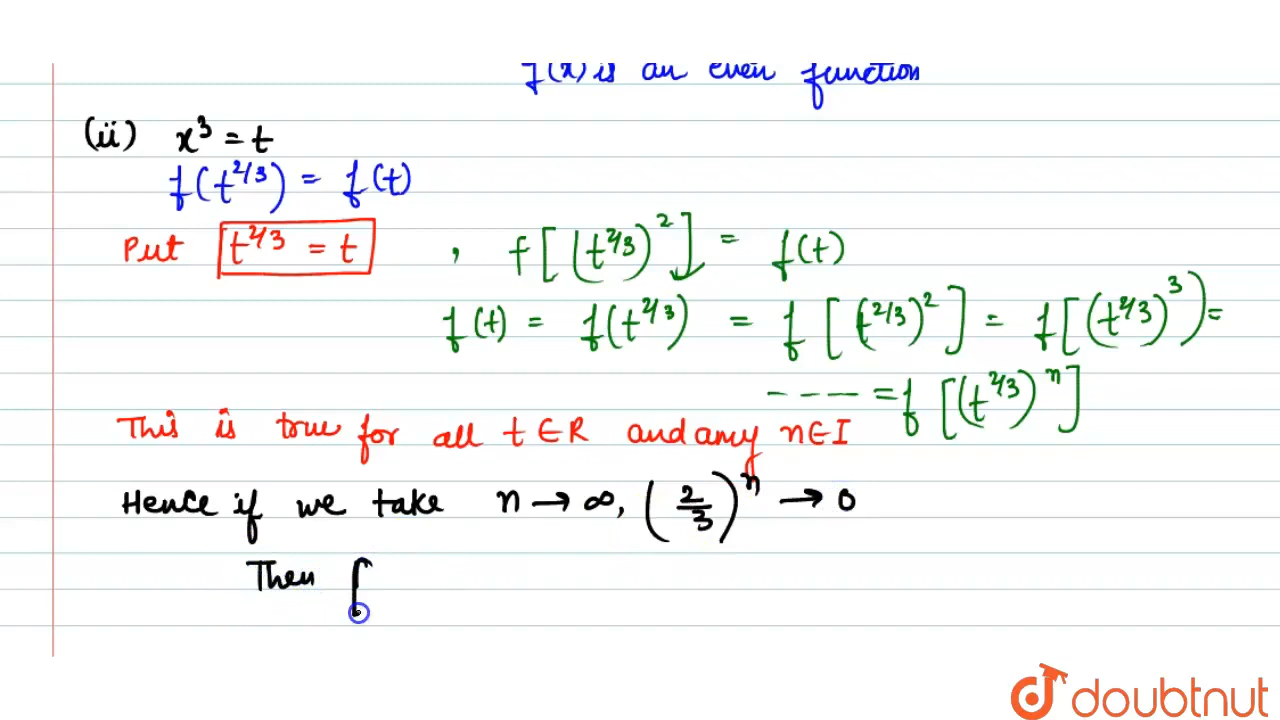 f(x) is an even function
(ii) x³ = t
f(t^2/3) = f(t)
Put t^2/3 = t , f[(t^2/3)^2] = f(t)
f(t) = f(t^2/3) = f[(t^2/3)^2] = f[(t^2/3)^3) =
---- = f[(t^2/3)^n]
This is true for all t ∈ R and any n ∈ I
Hence if we take n → ∞, (2/3)^n → 0
Then [
doubtnut